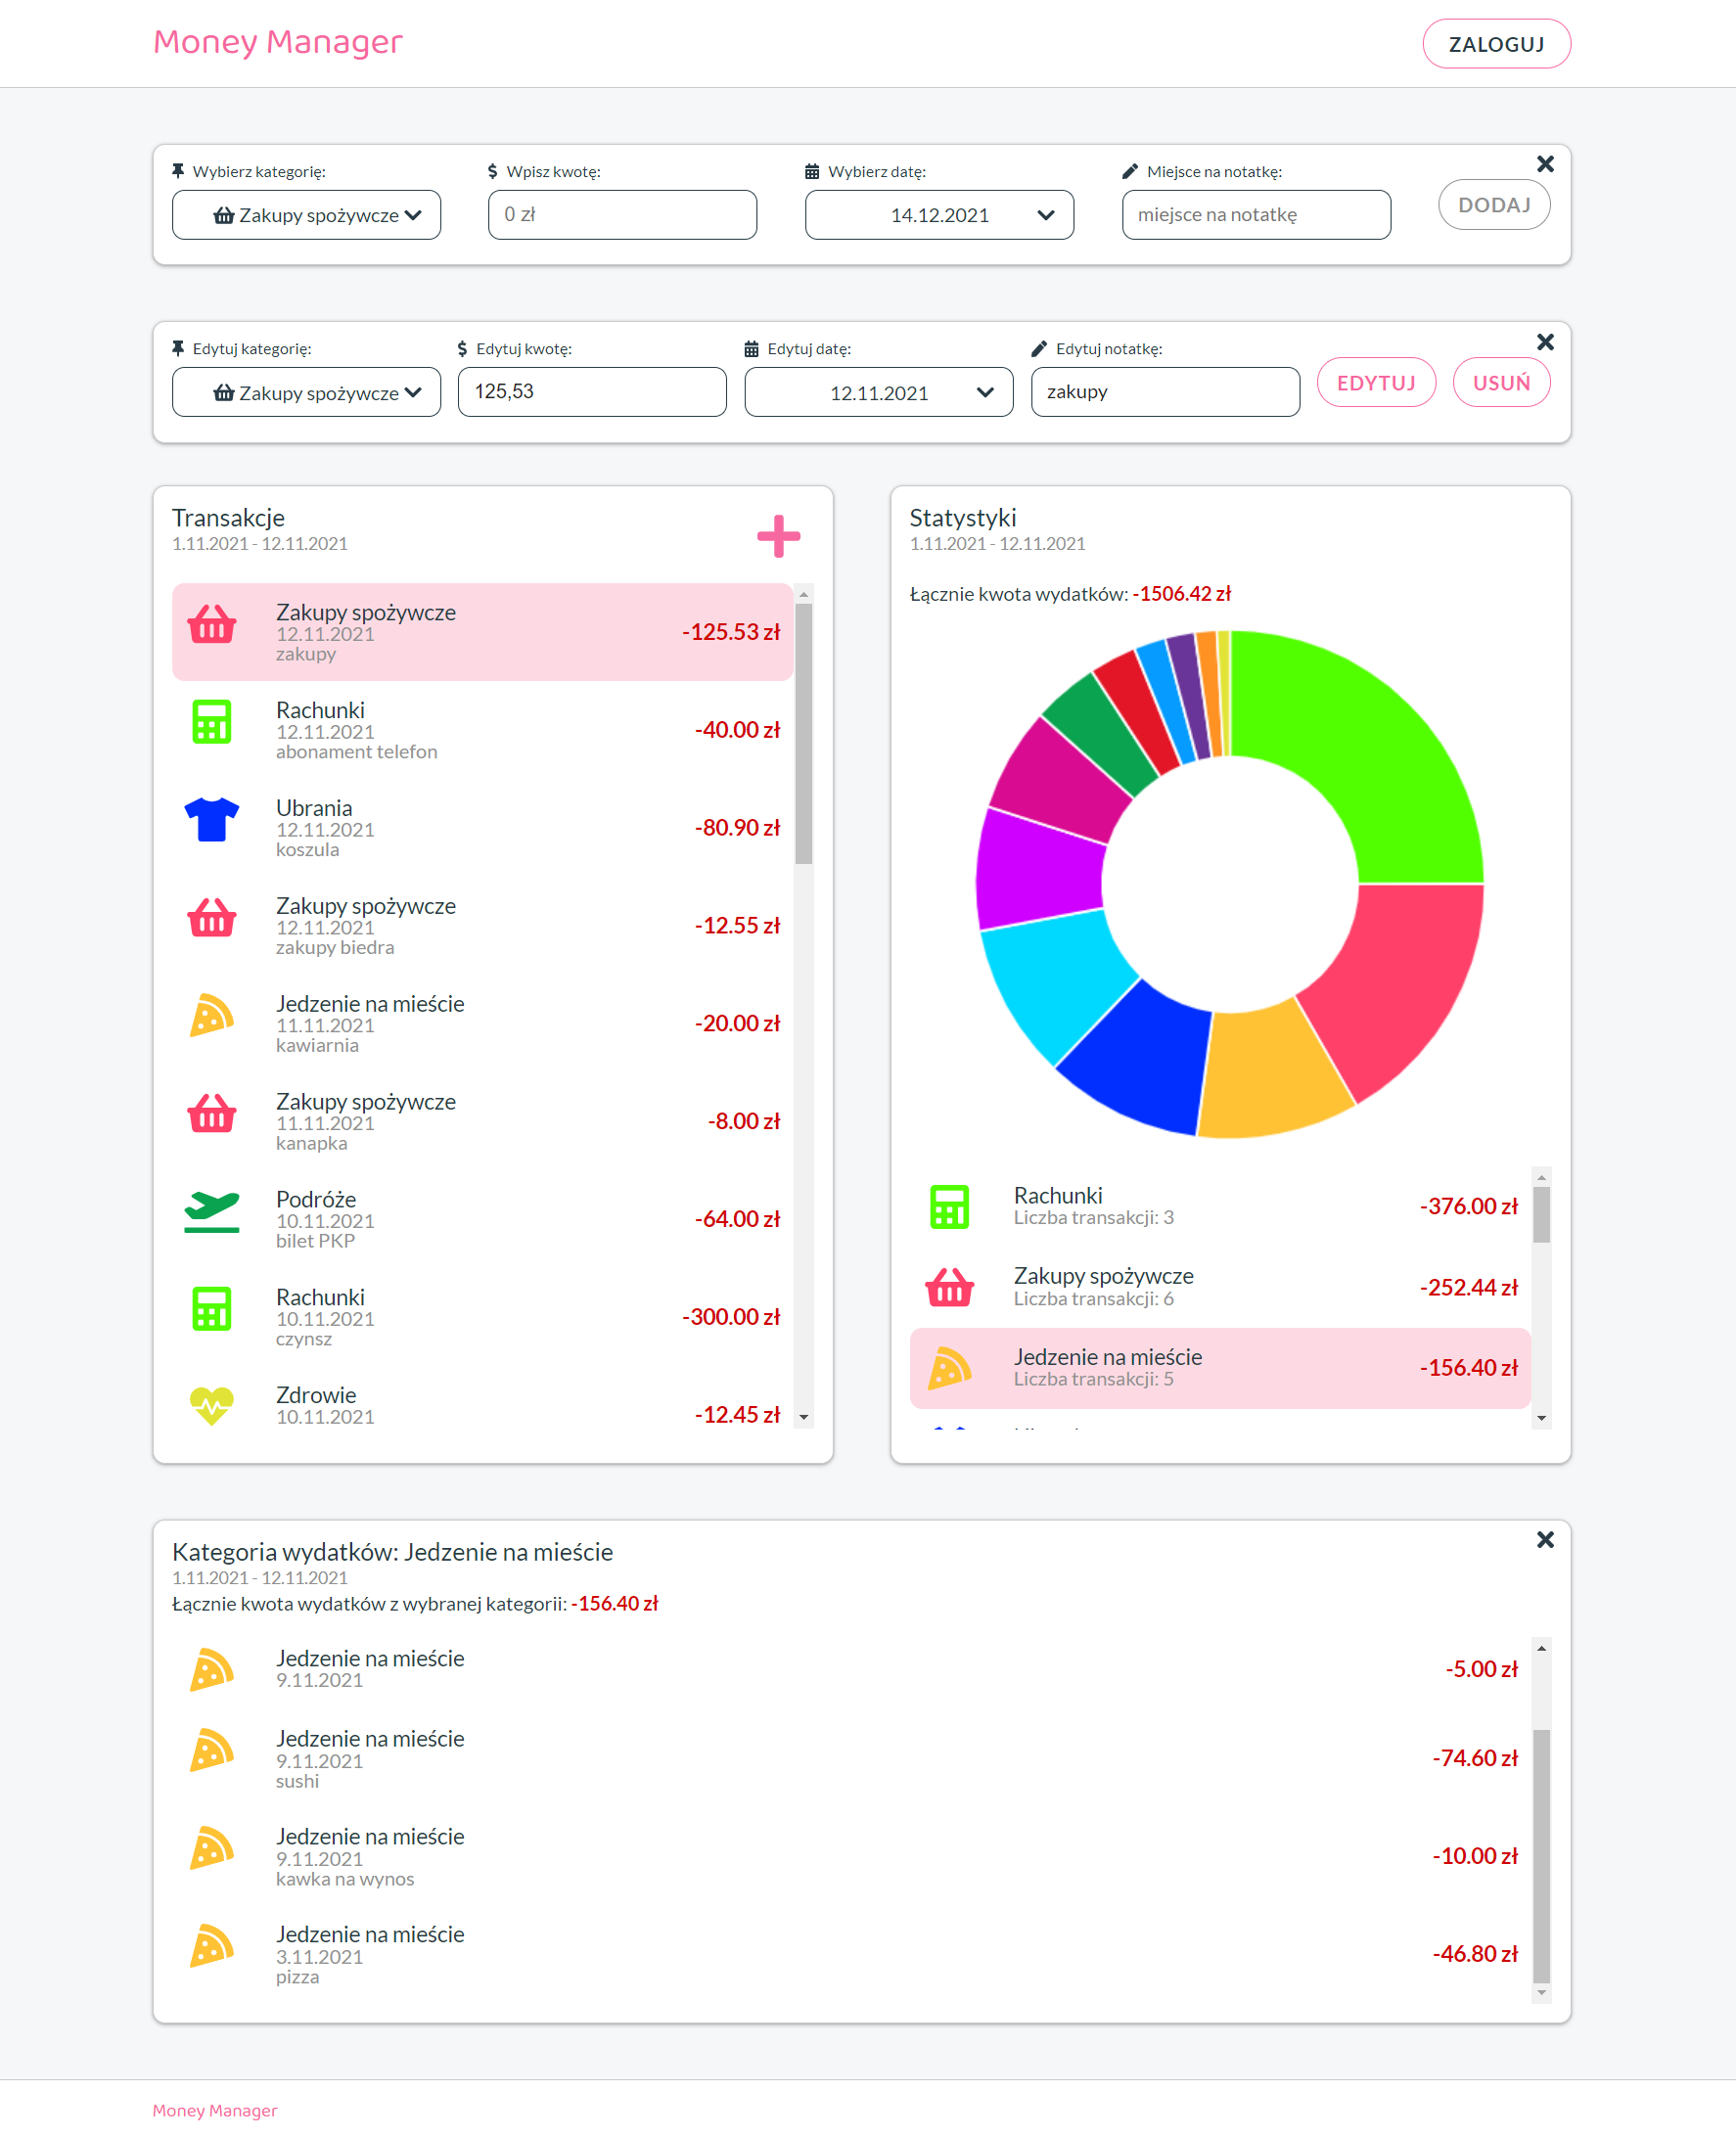 Money Manager
ZALOGUJ
Wybierz kategorię:
Wpisz kwotę:
Wybierz datę:
Miejsce na notatkę:
Zakupy spożywcze
0 zł
14.12.2021
miejsce na notatkę
DODAJ
Edytuj kategorię:
Edytuj kwotę:
Edytuj datę:
Edytuj notatkę:
Zakupy spożywcze
125,53
12.11.2021
zakupy
EDYTUJ
USUŃ
Transakcje
1.11.2021 - 12.11.2021
Zakupy spożywcze
12.11.2021
zakupy
-125.53 zł
Rachunki
12.11.2021
abonament telefon
-40.00 zł
Ubrania
12.11.2021
koszula
-80.90 zł
Zakupy spożywcze
12.11.2021
zakupy biedra
-12.55 zł
Jedzenie na mieście
11.11.2021
kawiarnia
-20.00 zł
Zakupy spożywcze
11.11.2021
kanapka
-8.00 zł
Podróże
10.11.2021
bilet PKP
-64.00 zł
Rachunki
10.11.2021
czynsz
-300.00 zł
Zdrowie
10.11.2021
-12.45 zł
Statystyki
1.11.2021 - 12.11.2021
Łącznie kwota wydatków: -1506.42 zł
Rachunki
Liczba transakcji: 3
-376.00 zł
Zakupy spożywcze
Liczba transakcji: 6
-252.44 zł
Jedzenie na mieście
Liczba transakcji: 5
-156.40 zł
Kategoria wydatków: Jedzenie na mieście
1.11.2021 - 12.11.2021
Łącznie kwota wydatków z wybranej kategorii: -156.40 zł
Jedzenie na mieście
9.11.2021
-5.00 zł
Jedzenie na mieście
9.11.2021
sushi
-74.60 zł
Jedzenie na mieście
9.11.2021
kawka na wynos
-10.00 zł
Jedzenie na mieście
3.11.2021
pizza
-46.80 zł
Money Manager